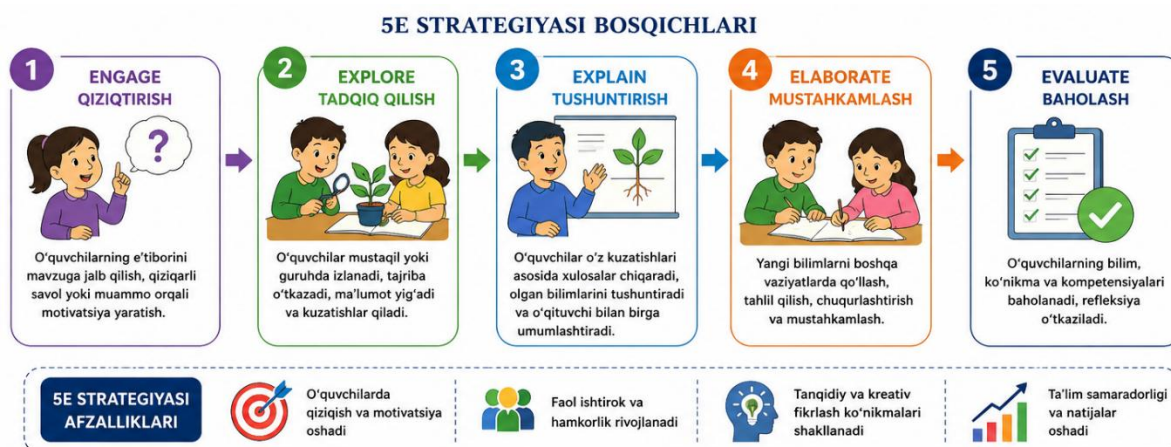 5E STRATEGIYASI BOSQICHLARI
1
ENGAGE
QIZIQTIRISH
?
O‘quvchilarning e’tiborini
mavzuga jalb qilish, qiziqarli
savol yoki muammo orqali
motivatsiya yaratish.
2
EXPLORE
TADQIQ QILISH
O‘quvchilar mustaqil yoki
guruhda izlanadi, tajriba
o‘tkazadi, ma’lumot yig‘adi
va kuzatishlar qiladi.
3
EXPLAIN
TUSHUNTIRISH
O‘quvchilar o‘z kuzatishlari
asosida xulosalar chiqaradi,
olgan bilimlarini tushuntiradi
va o‘qituvchi bilan birga
umumlashtiradi.
4
ELABORATE
MUSTAHKAMLASH
Yangi bilimlarni boshqa
vaziyatlarda qo‘llash,
tahlil qilish, chuqurlashtirish
va mustahkamlash.
5
EVALUATE
BAHOLASH
O‘quvchilarning bilim,
ko‘nikma va kompetensiyalari
baholanadi, refleksiya
o‘tkaziladi.
5E STRATEGIYASI
AFZALLIKLARI
O‘quvchilarda
qiziqish va motivatsiya
oshadi
Faol ishtirok va
hamkorlik rivojlanadi
Tanqidiy va kreativ
fikrlash ko‘nikmalari
shakllanadi
Ta’lim samaradorligi
va natijalar
oshadi